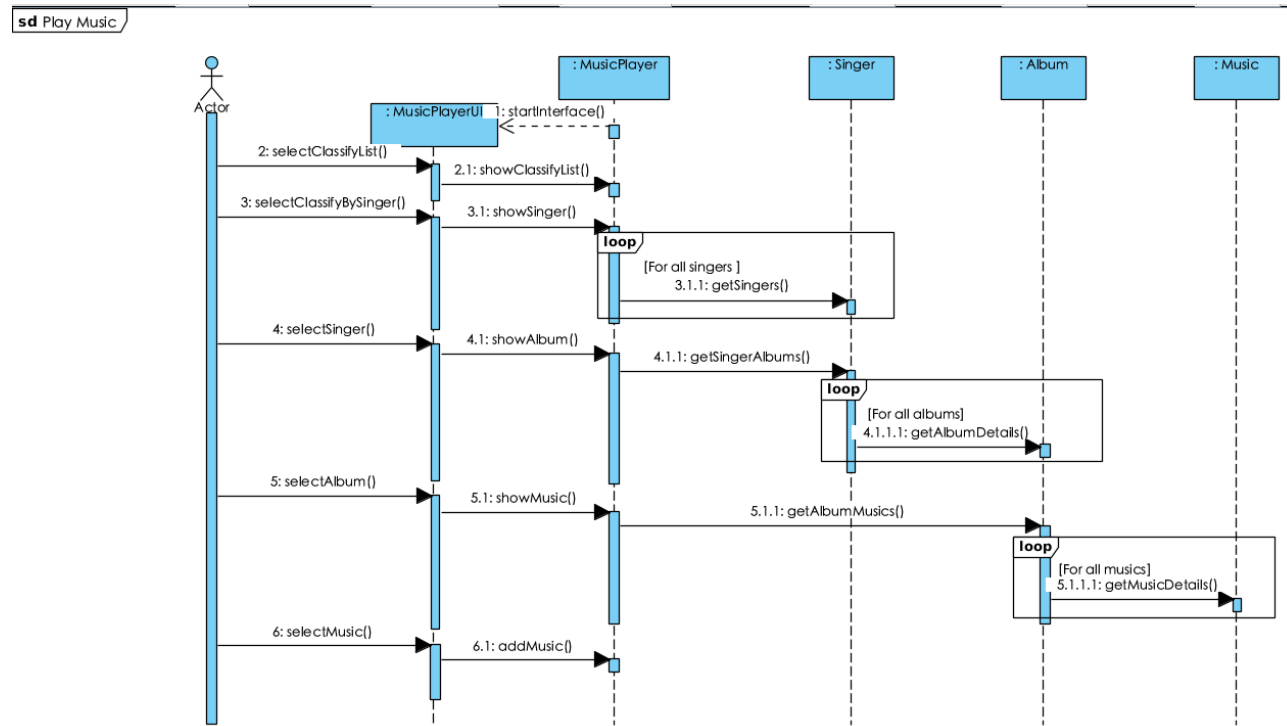 sd Play Music
: MusicPlayer
: Singer
: Album
: Music
Actor
: MusicPlayerUI
1: startInterface()
2: selectClassifyList()
2.1: showClassifyList()
3: selectClassifyBySinger()
3.1: showSinger()
loop
[For all singers ]
3.1.1: getSingers()
4: selectSinger()
4.1: showAlbum()
4.1.1: getSingerAlbums()
loop
[For all albums]
4.1.1.1: getAlbumDetails()
5: selectAlbum()
5.1: showMusic()
5.1.1: getAlbumMusics()
loop
[For all musics]
5.1.1.1: getMusicDetails()
6: selectMusic()
6.1: addMusic()